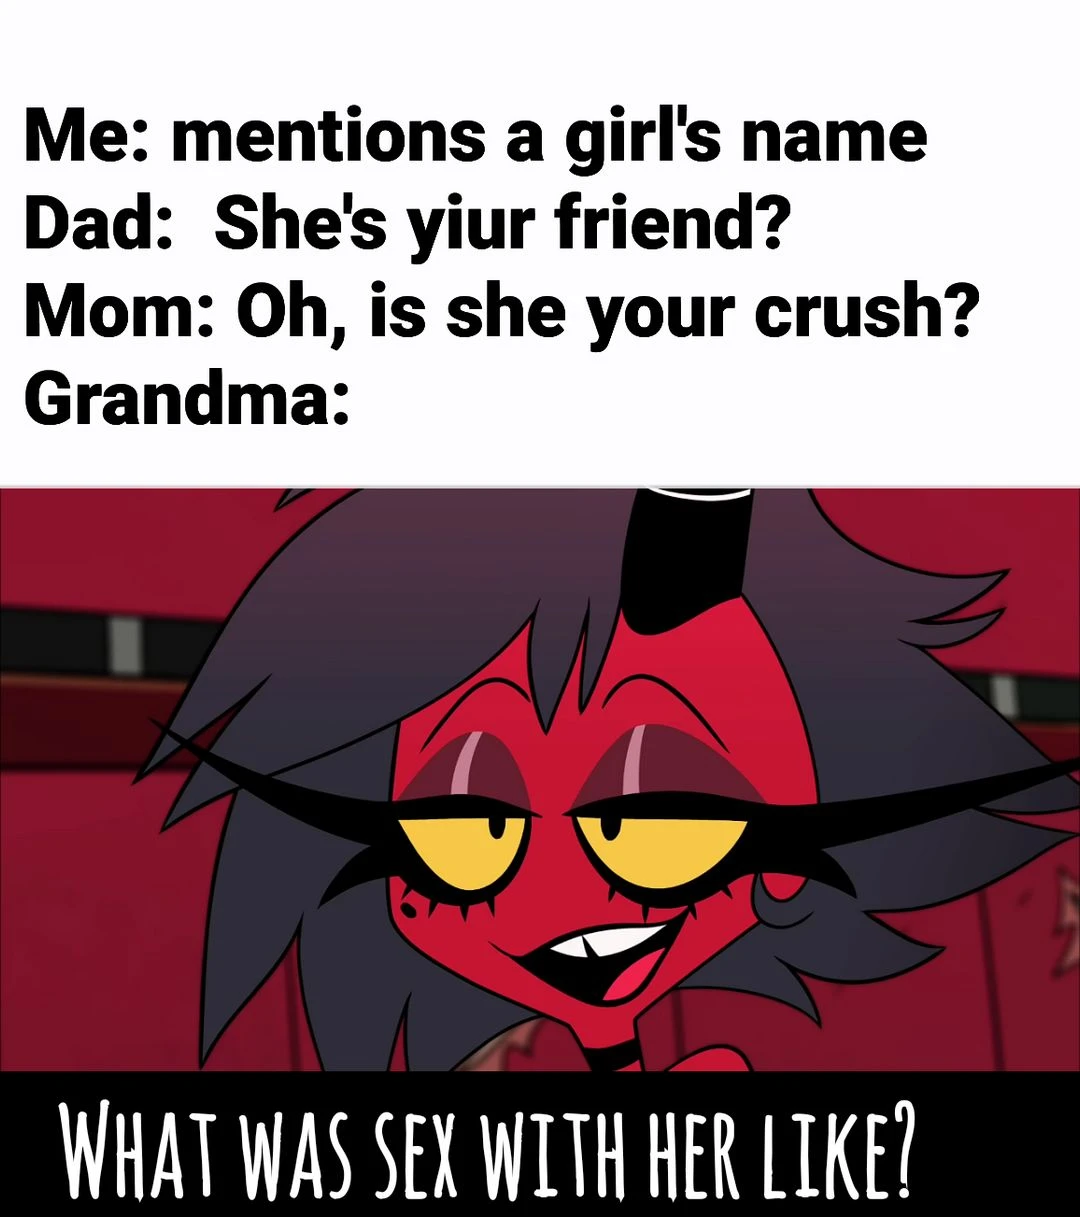 Me: mentions a girl's name
Dad:  She's yiur friend?
Mom: Oh, is she your crush?
Grandma:
WHAT WAS SEX WITH HER LIKE?